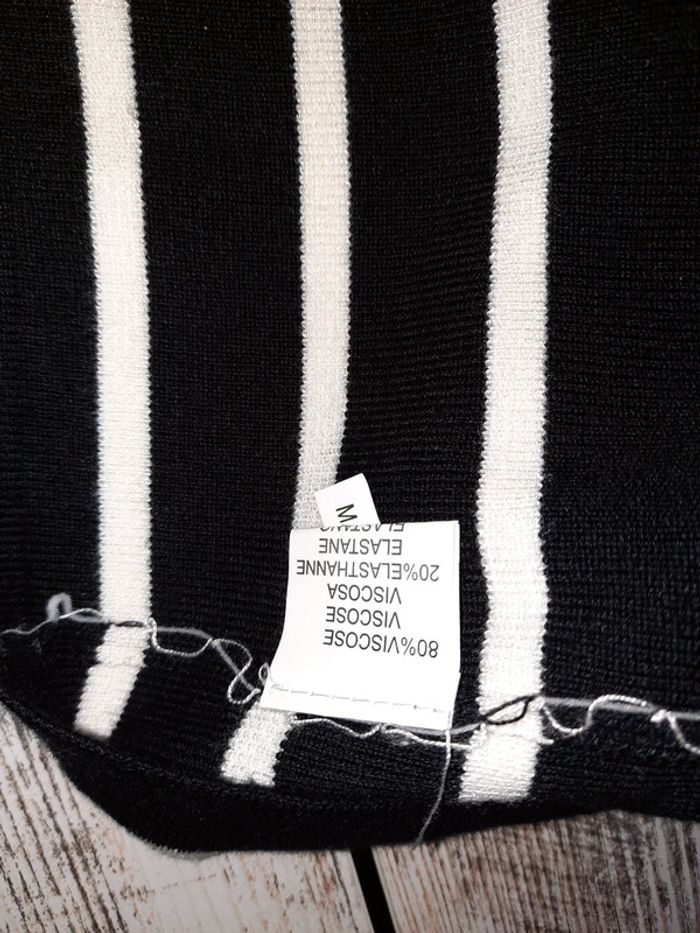 80%VISCOSE
VISCOSE
VISCOSA
20%ELASTHANNE
ELASTANE
ELASTANO
M